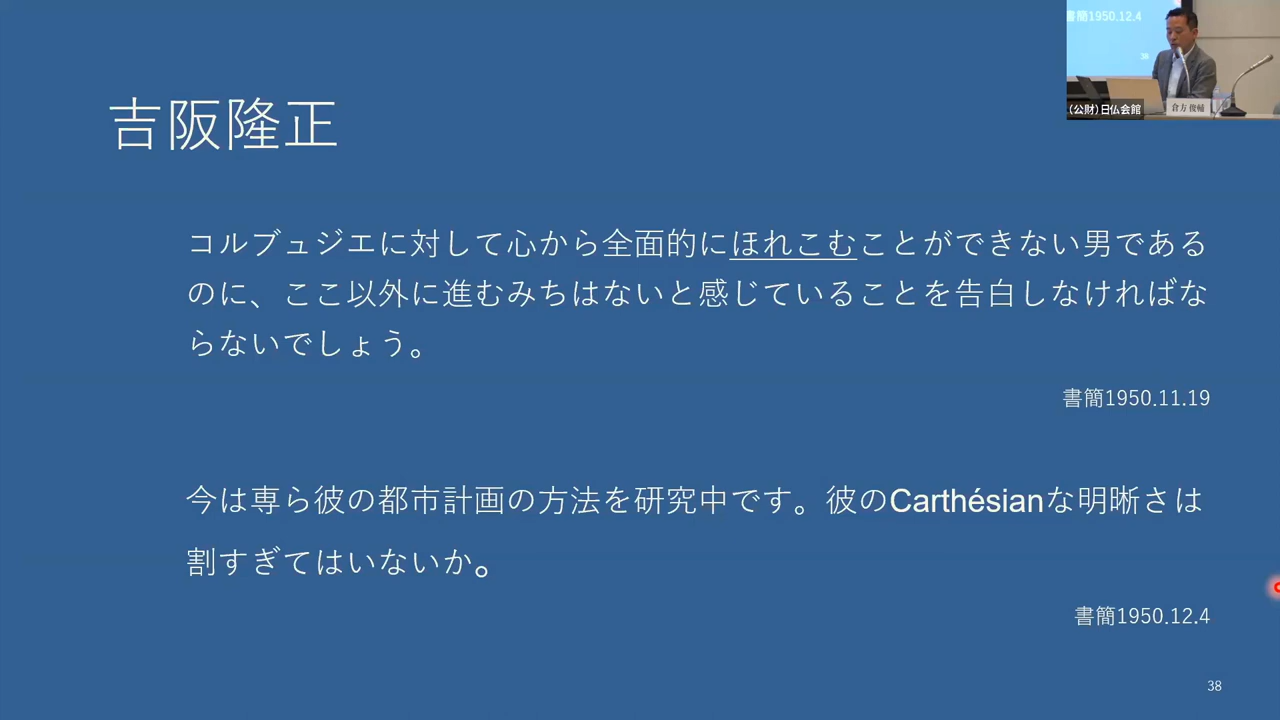 書簡1950.12.4
38
(公財)日仏会館
倉方俊輔
吉阪隆正
コルブュジエに対して心から全面的にほれこむことができない男である
のに、ここ以外に進むみちはないと感じていることを告白しなければな
らないでしょう。
書簡1950.11.19
今は専ら彼の都市計画の方法を研究中です。彼のCarthésianな明晰さは
割すぎてはいないか。
書簡1950.12.4
38